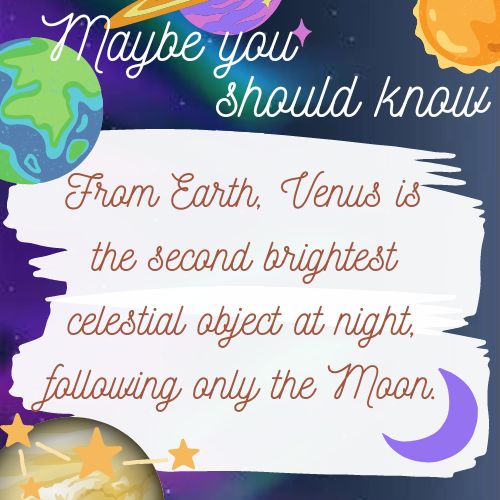 Maybe you
should know
From Earth, Venus is
the second brightest
celestial object at night,
following only the Moon.